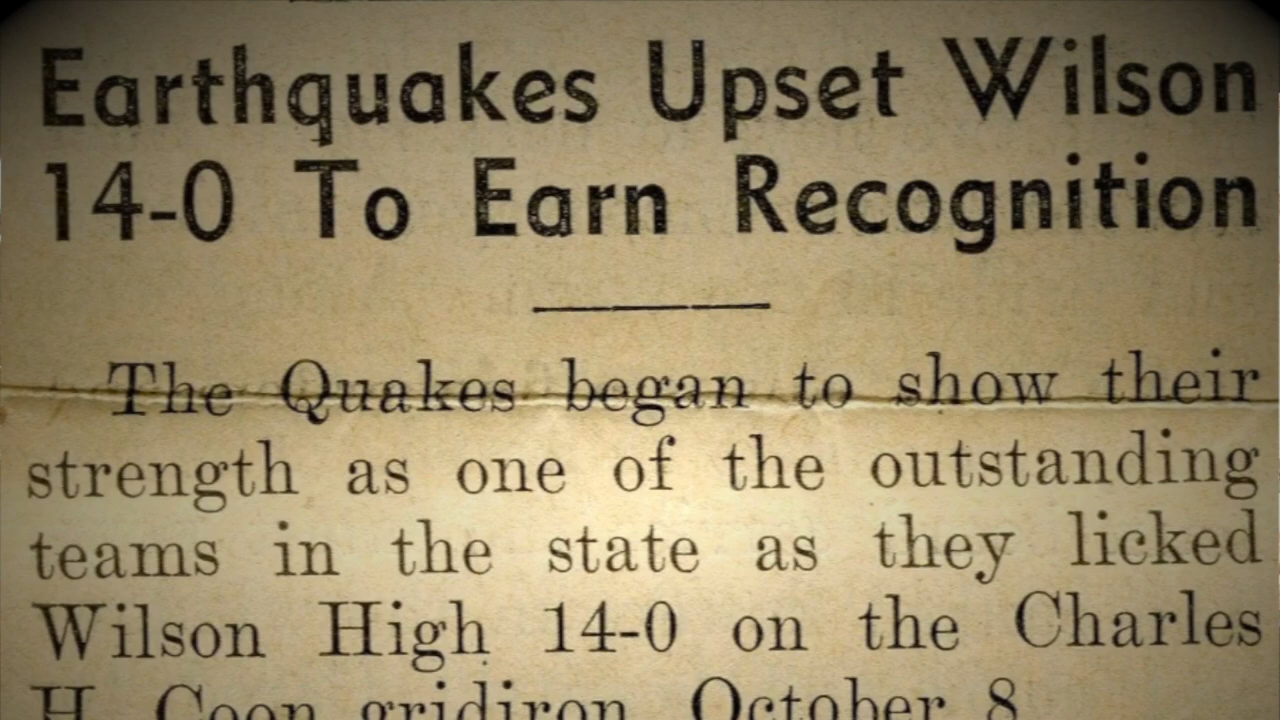 Earthquakes Upset Wilson
14-0 To Earn Recognition
The Quakes began to show their
strength as one of the outstanding
teams in the state as they licked
Wilson High 14-0 on the Charles
H. Coon gridiron, October 8